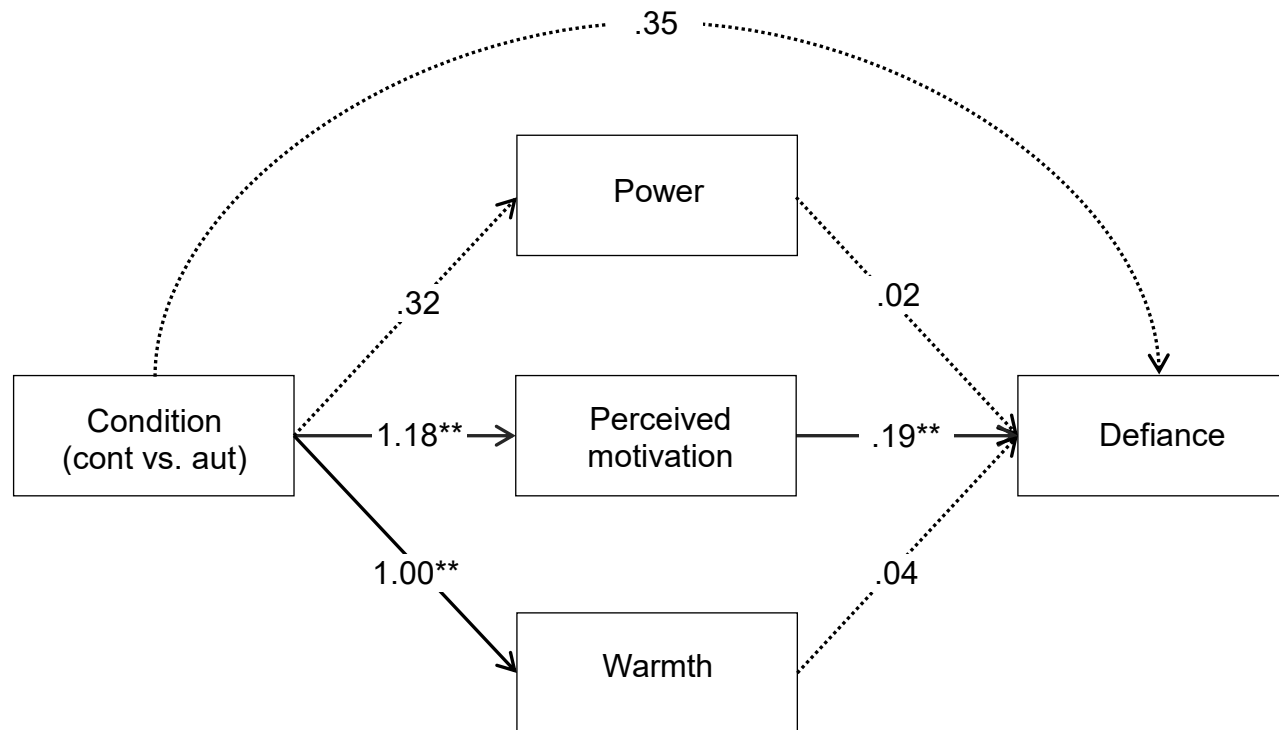 .35
Power
.32
.02
Condition
(cont vs. aut)
1.18**
Perceived
motivation
.19**
Defiance
1.00**
.04
Warmth